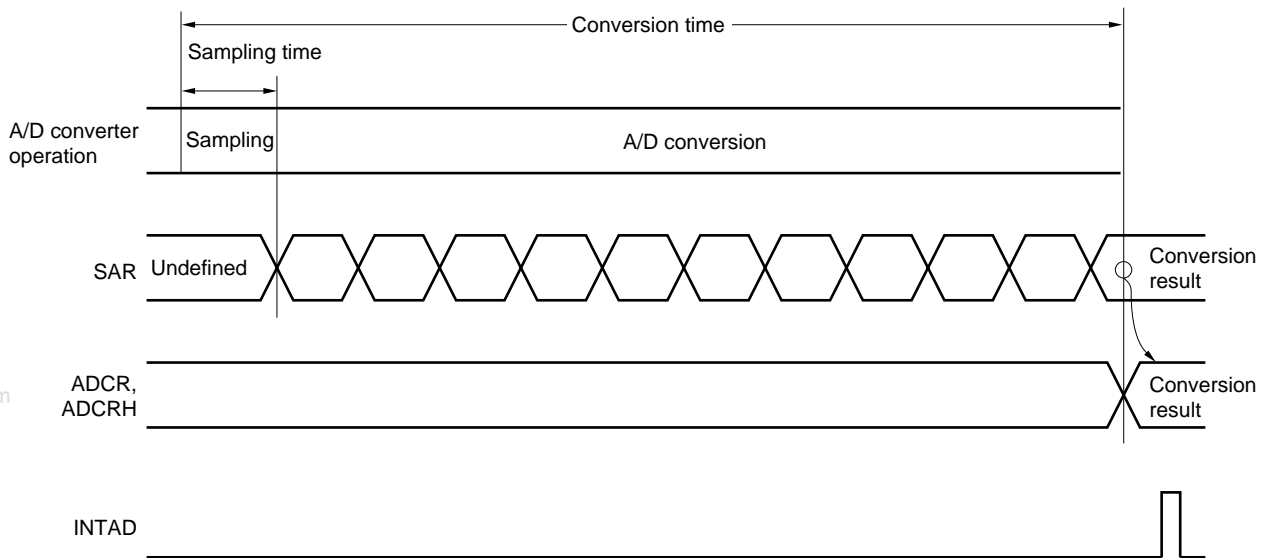 Conversion time
Sampling time
A/D converter
operation
Sampling
A/D conversion
SAR
Undefined
Conversion
result
ADCR,
ADCRH
Conversion
result
INTAD